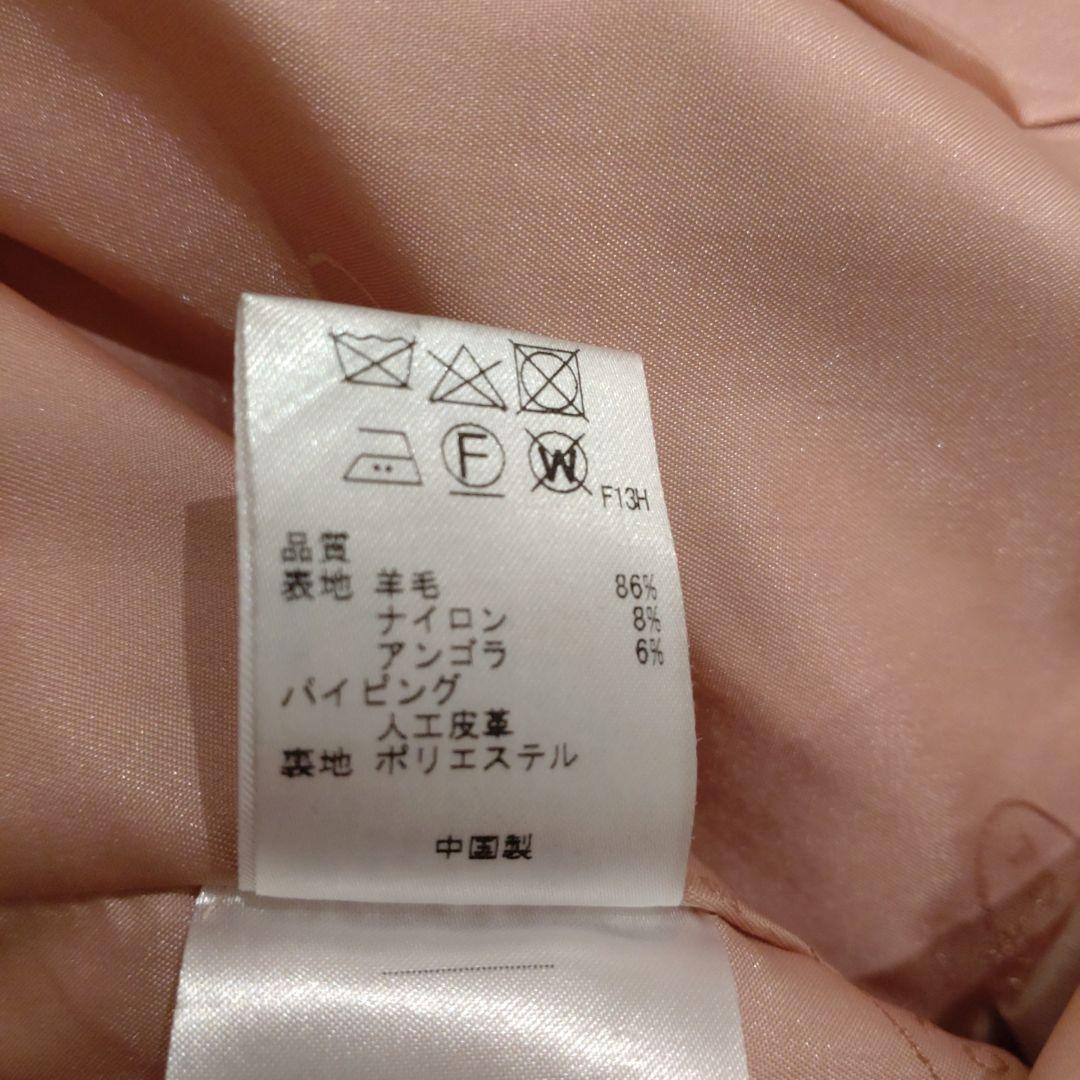 F
W
F13H
品質
表地 羊毛 86%
ナイロン 8%
アンゴラ 6%
パイピング
人工皮革
裏地 ポリエステル
中国製